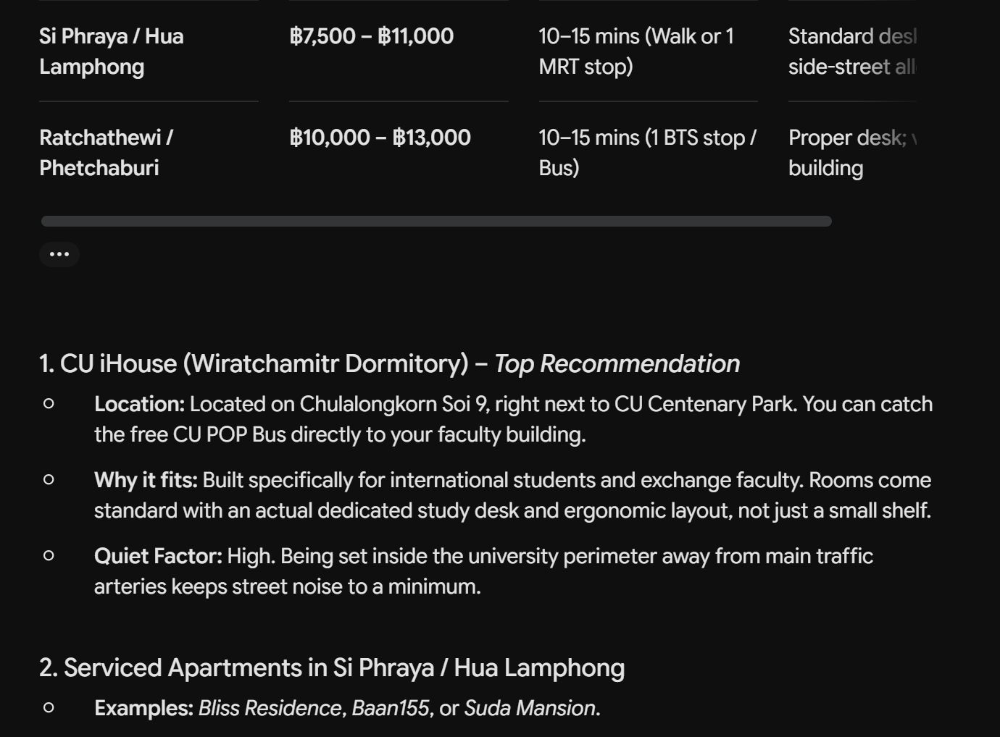 Si Phraya / Hua
Lamphong
฿7,500 – ฿11,000
10–15 mins (Walk or 1
MRT stop)
Standard desk
side-street
Ratchathewi /
Phetchaburi
฿10,000 – ฿13,000
10–15 mins (1 BTS stop /
Bus)
Proper desk;
building
1. CU iHouse (Wiratchamitr Dormitory) – Top Recommendation
Location: Located on Chulalongkorn Soi 9, right next to CU Centenary Park. You can catch
the free CU POP Bus directly to your faculty building.
Why it fits: Built specifically for international students and exchange faculty. Rooms come
standard with an actual dedicated study desk and ergonomic layout, not just a small shelf.
Quiet Factor: High. Being set inside the university perimeter away from main traffic
arteries keeps street noise to a minimum.
2. Serviced Apartments in Si Phraya / Hua Lamphong
Examples: Bliss Residence, Baan155, or Suda Mansion.